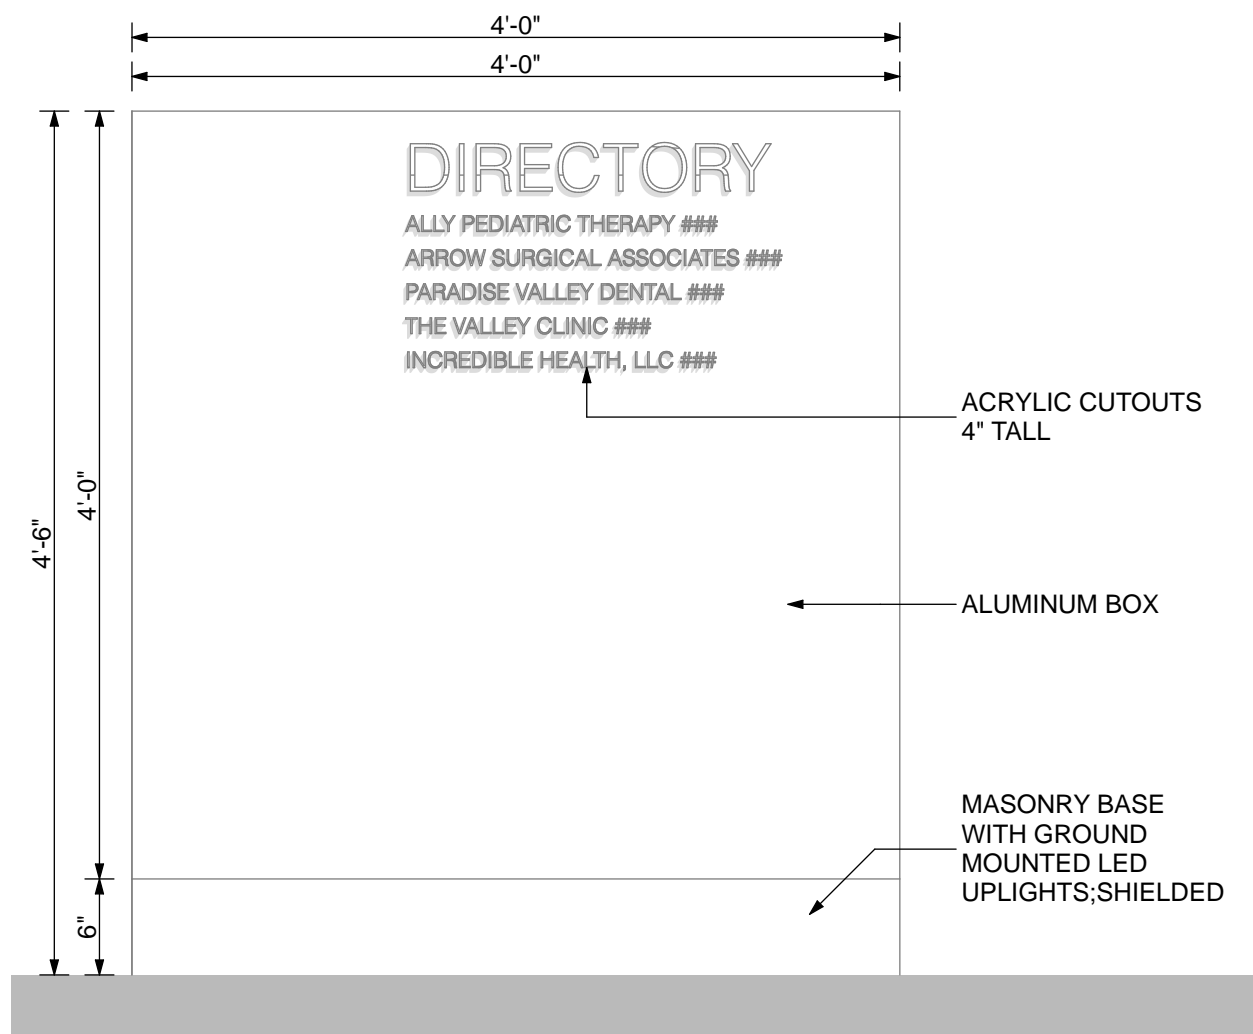 4'-0"
4'-0"
DIRECTORY
ALLY PEDIATRIC THERAPY ###
ARROW SURGICAL ASSOCIATES ###
PARADISE VALLEY DENTAL ###
THE VALLEY CLINIC ###
INCREDIBLE HEALTH, LLC ###
ACRYLIC CUTOUTS
4" TALL
4'-6"
4'-0"
ALUMINUM BOX
MASONRY BASE
WITH GROUND
MOUNTED LED
UPLIGHTS;SHIELDED
6"